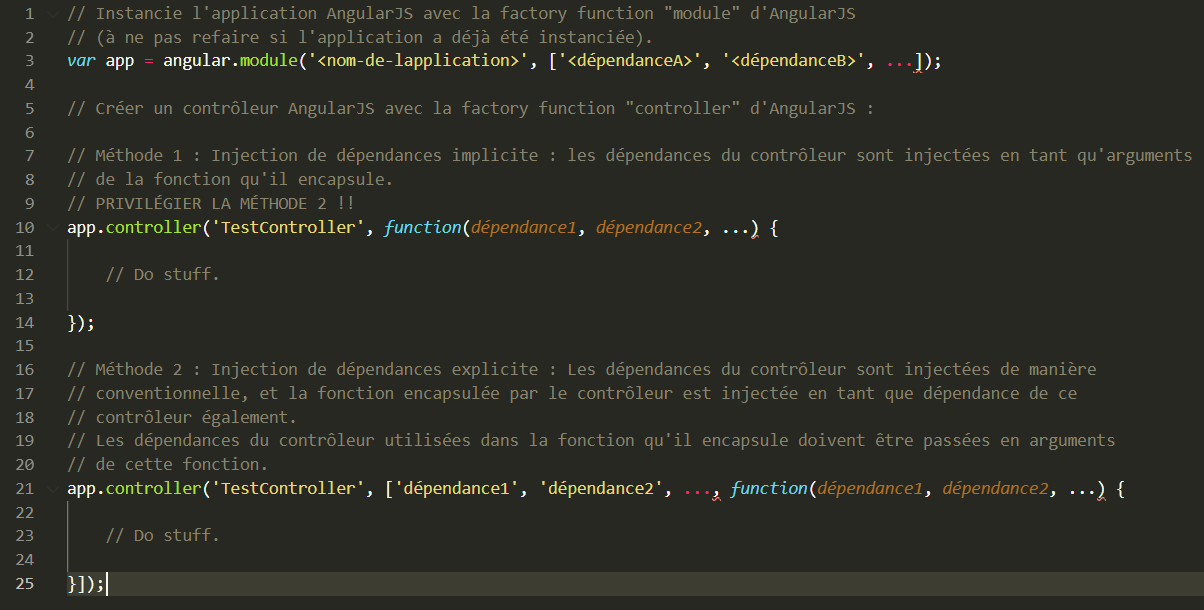 1 // Instancie l'application AngularJS avec la factory function "module" d'AngularJS
2 // (à ne pas refaire si l'application a déjà été instanciée).
3 var app = angular.module('<nom-de-lapplication>', ['<dépendanceA>', '<dépendanceB>', ...]);
4
5 // Créer un contrôleur AngularJS avec la factory function "controller" d'AngularJS :
6
7 // Méthode 1 : Injection de dépendances implicite : les dépendances du contrôleur sont injectées en tant qu'arguments
8 // de la fonction qu'il encapsule.
9 // PRIVILÉGIER LA MÉTHODE 2 !!
10 app.controller('TestController', function(dépendance1, dépendance2, ...) {
11
12 // Do stuff.
13
14 });
15
16 // Méthode 2 : Injection de dépendances explicite : Les dépendances du contrôleur sont injectées de manière
17 // conventionnelle, et la fonction encapsulée par le contrôleur est injectée en tant que dépendance de ce
18 // contrôleur également.
19 // Les dépendances du contrôleur utilisées dans la fonction qu'il encapsule doivent être passées en arguments
20 // de cette fonction.
21 app.controller('TestController', ['dépendance1', 'dépendance2', ..., function(dépendance1, dépendance2, ...) {
22
23 // Do stuff.
24
25 }]);